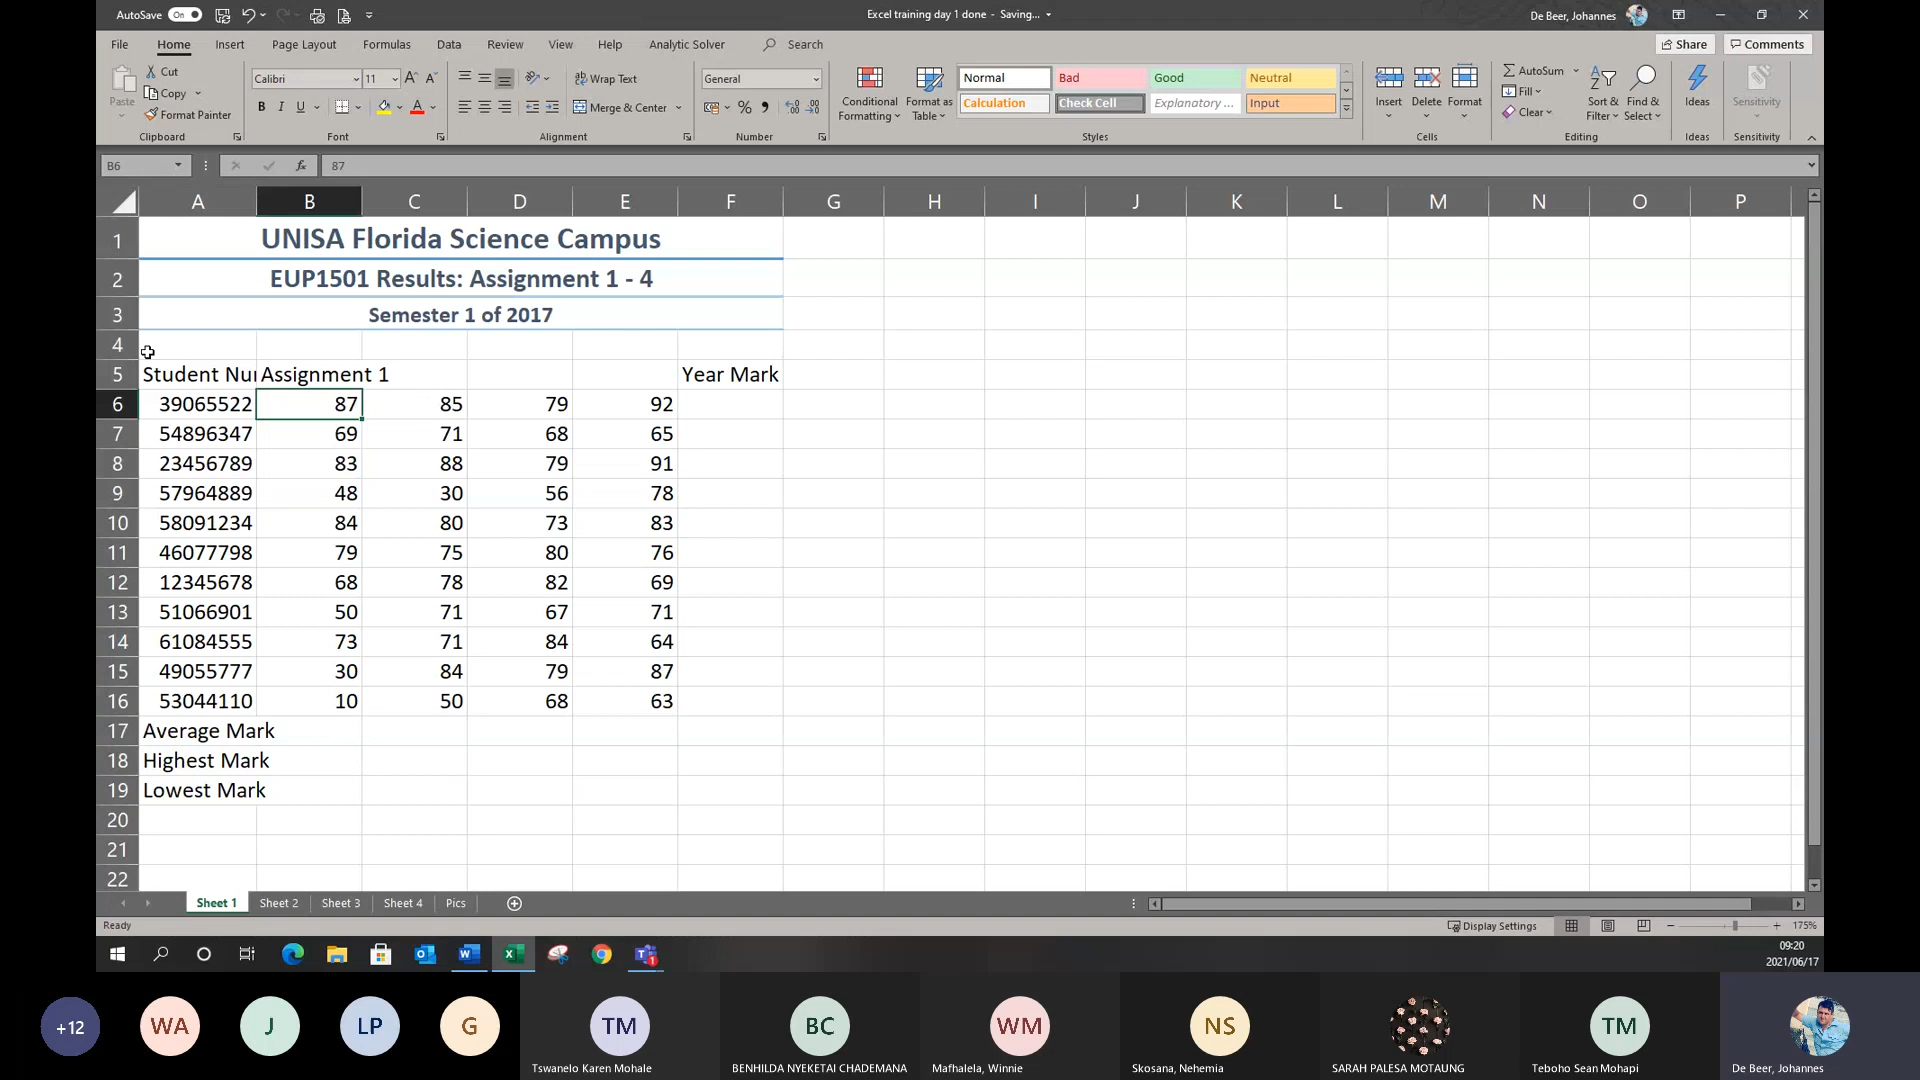 AutoSave On
Excel training day 1 done - Saving...
De Beer, Johannes
File Home Insert Page Layout Formulas Data Review View Help Analytic Solver Search
Share Comments
Paste
Cut
Copy
Format Painter
Clipboard
Calibri 11
B I U
Font
Wrap Text
Merge & Center
Alignment
General
Number
Conditional Formatting
Format as Table
Normal Bad Good Neutral
Calculation Check Cell Explanatory ... Input
Styles
Insert Delete Format
Cells
AutoSum
Fill
Clear
Sort & Filter
Find & Select
Editing
Ideas
Ideas
Sensitivity
Sensitivity
B6 fx 87
A B C D E F G H I J K L M N O P
1 UNISA Florida Science Campus
2 EUP1501 Results: Assignment 1 - 4
3 Semester 1 of 2017
4
5 Student Nu Assignment 1 Year Mark
6 39065522 87 85 79 92
7 54896347 69 71 68 65
8 23456789 83 88 79 91
9 57964889 48 30 56 78
10 58091234 84 80 73 83
11 46077798 79 75 80 76
12 12345678 68 78 82 69
13 51066901 50 71 67 71
14 61084555 73 71 84 64
15 49055777 30 84 79 87
16 53044110 10 50 68 63
17 Average Mark
18 Highest Mark
19 Lowest Mark
20
21
22
Sheet 1 Sheet 2 Sheet 3 Sheet 4 Pics
Ready
Display Settings 175%
09:20
2021/06/17
+12 WA J LP G TM BC WM NS TM
Tswanelo Karen Mohale BENHILDA NYEKETAI CHADEMANA Mafhalela, Winnie Skosana, Nehemia SARAH PALESA MOTAUNG Teboho Sean Mohapi De Beer, Johannes